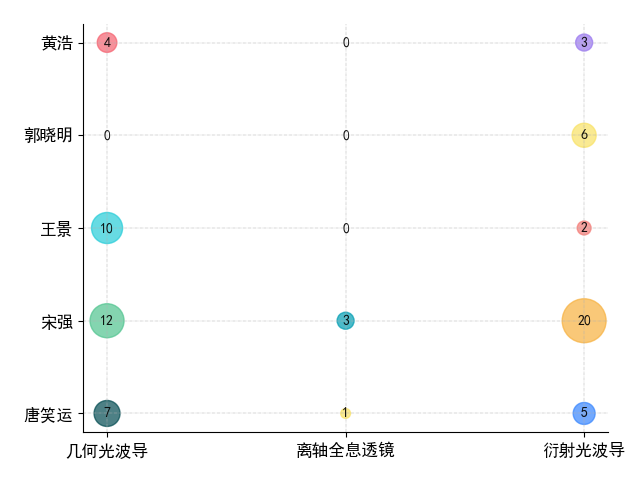 黄浩 4 0 3
郭晓明 0 0 6
王景 10 0 2
宋强 12 3 20
唐笑运 7 1 5
几何光波导 离轴全息透镜 衍射光波导